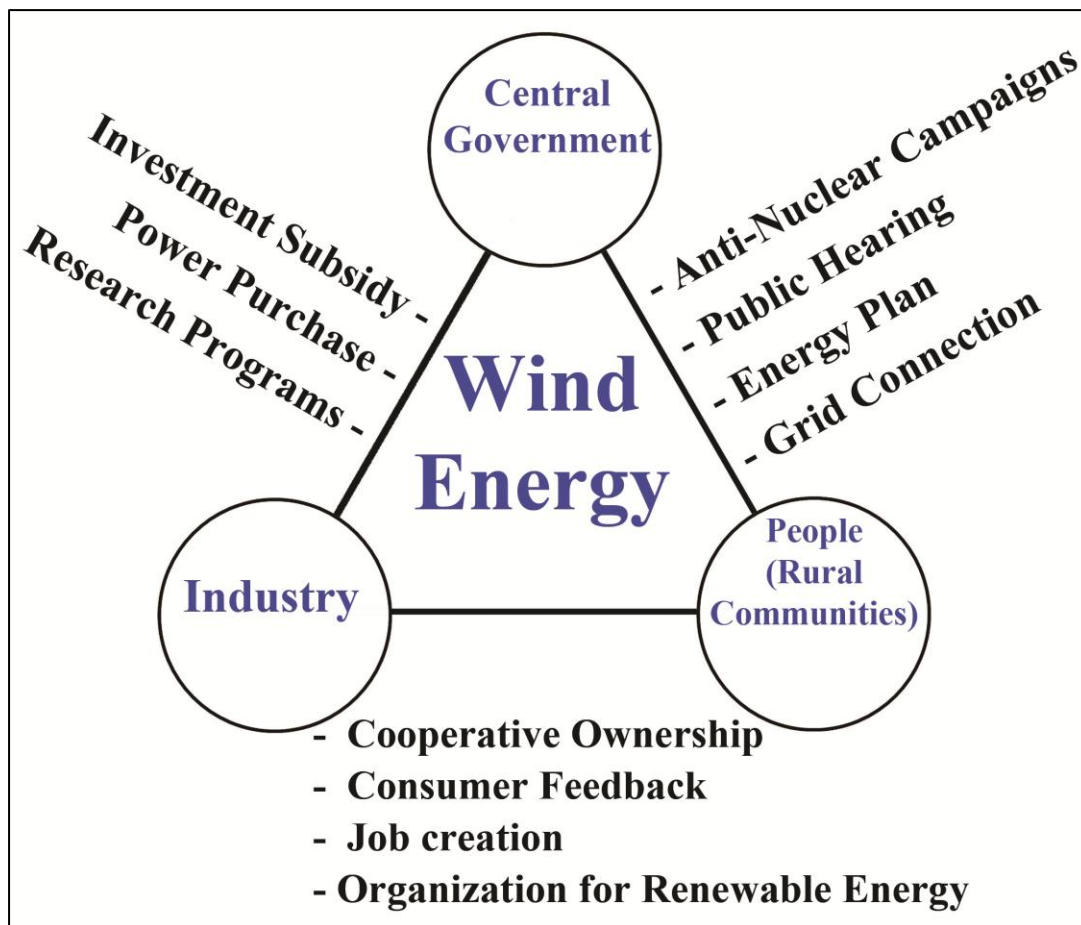 Central
Government
Investment Subsidy -
Power Purchase -
Research Programs -
- Anti-Nuclear Campaigns
- Public Hearing
- Energy Plan
- Grid Connection
Wind
Energy
Industry
People
(Rural
Communities)
- Cooperative Ownership
- Consumer Feedback
- Job creation
- Organization for Renewable Energy